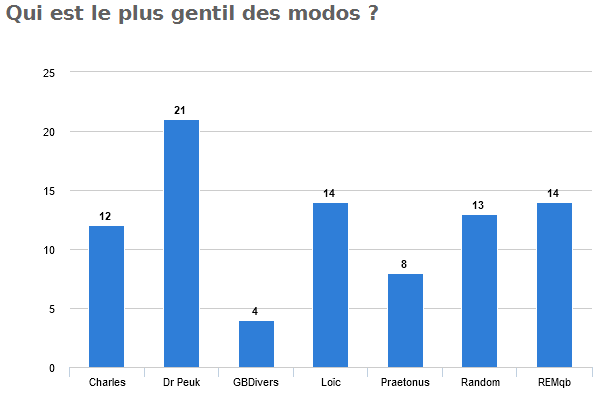 Qui est le plus gentil des modos ?
25
20
15
10
5
0
12
21
4
14
8
13
14
Charles
Dr Peuk
GBDivers
Loïc
Praetonus
Random
REMqb